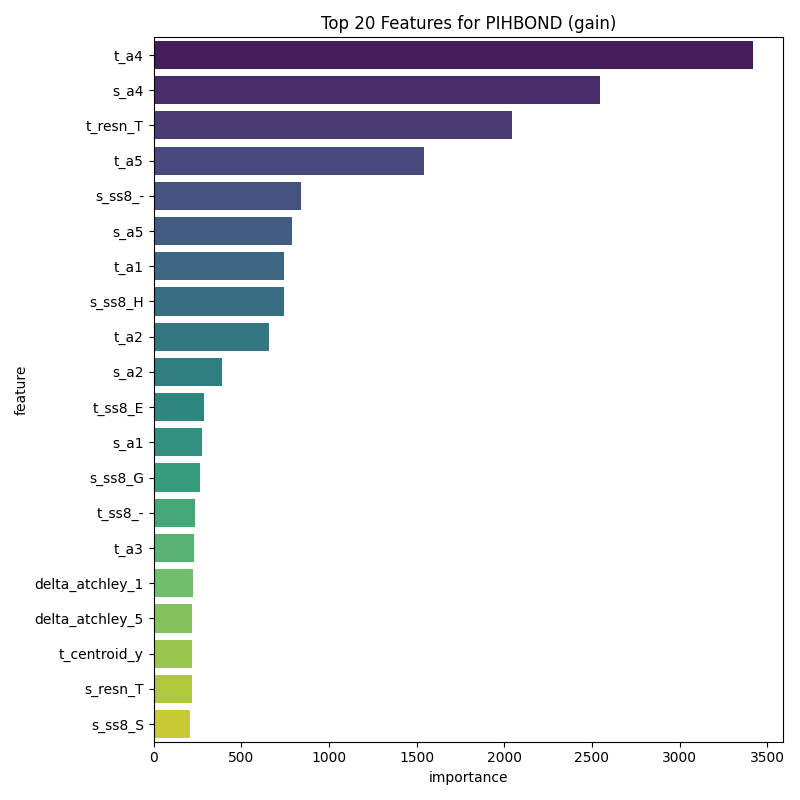 Top 20 Features for PIHBOND (gain)
t_a4
s_a4
t_resn_T
t_a5
s_ss8_-
s_a5
t_a1
s_ss8_H
t_a2
s_a2
t_ss8_E
s_a1
s_ss8_G
t_ss8_-
t_a3
delta_atchley_1
delta_atchley_5
t_centroid_y
s_resn_T
s_ss8_S
feature
0 500 1000 1500 2000 2500 3000 3500
importance